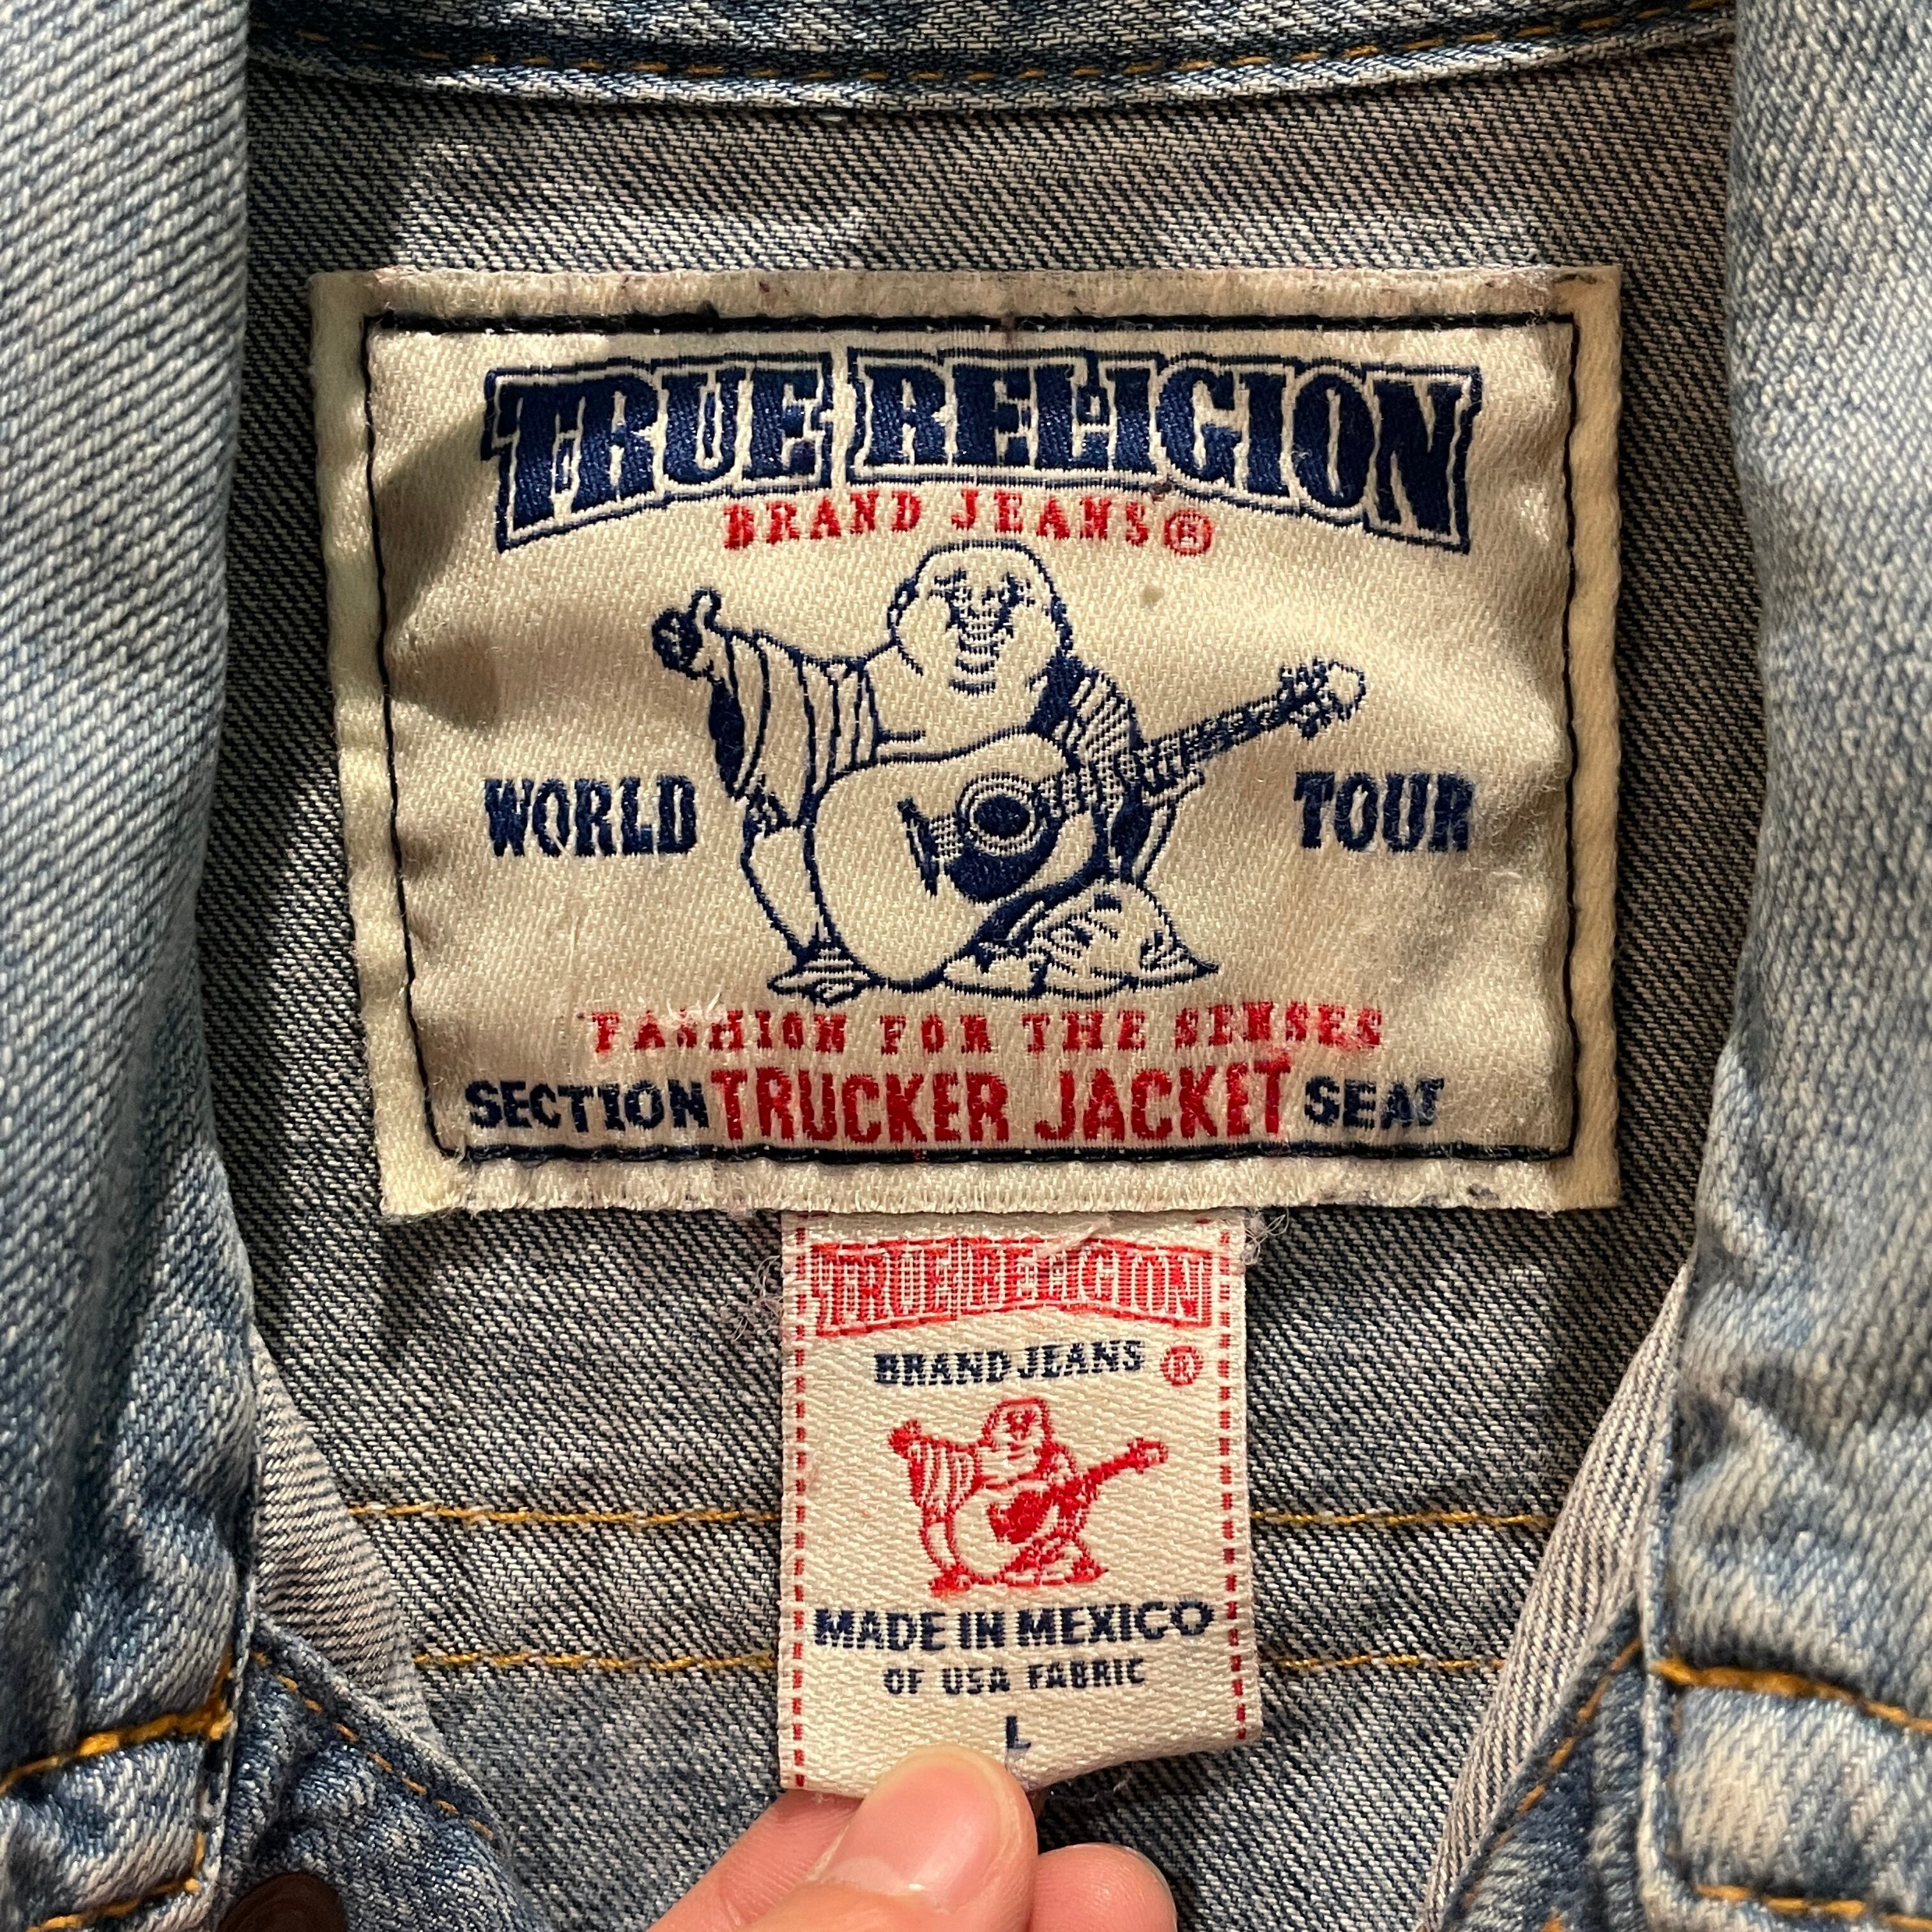 TRUE RELIGION
BRAND JEANS®
WORLD TOUR
FASHION FOR THE SENSES
SECTION TRUCKER JACKET SEAT
TRUE RELIGION
BRAND JEANS ®
MADE IN MEXICO
OF USA FABRIC
L